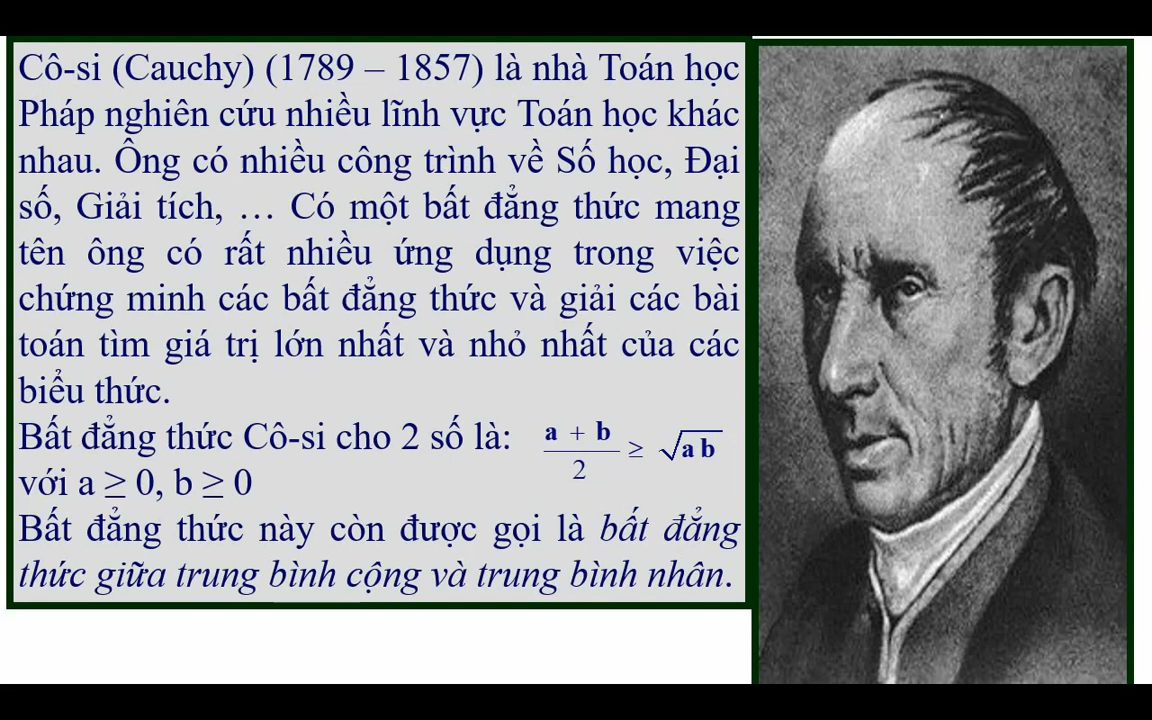 Cô-si (Cauchy) (1789 – 1857) là nhà Toán học
Pháp nghiên cứu nhiều lĩnh vực Toán học khác
nhau. Ông có nhiều công trình về Số học, Đại
số, Giải tích, … Có một bất đẳng thức mang
tên ông có rất nhiều ứng dụng trong việc
chứng minh các bất đẳng thức và giải các bài
toán tìm giá trị lớn nhất và nhỏ nhất của các
biểu thức.
Bất đẳng thức Cô-si cho 2 số là: (a + b)/2 ≥ √ab
với a ≥ 0, b ≥ 0
Bất đẳng thức này còn được gọi là bất đẳng
thức giữa trung bình cộng và trung bình nhân.